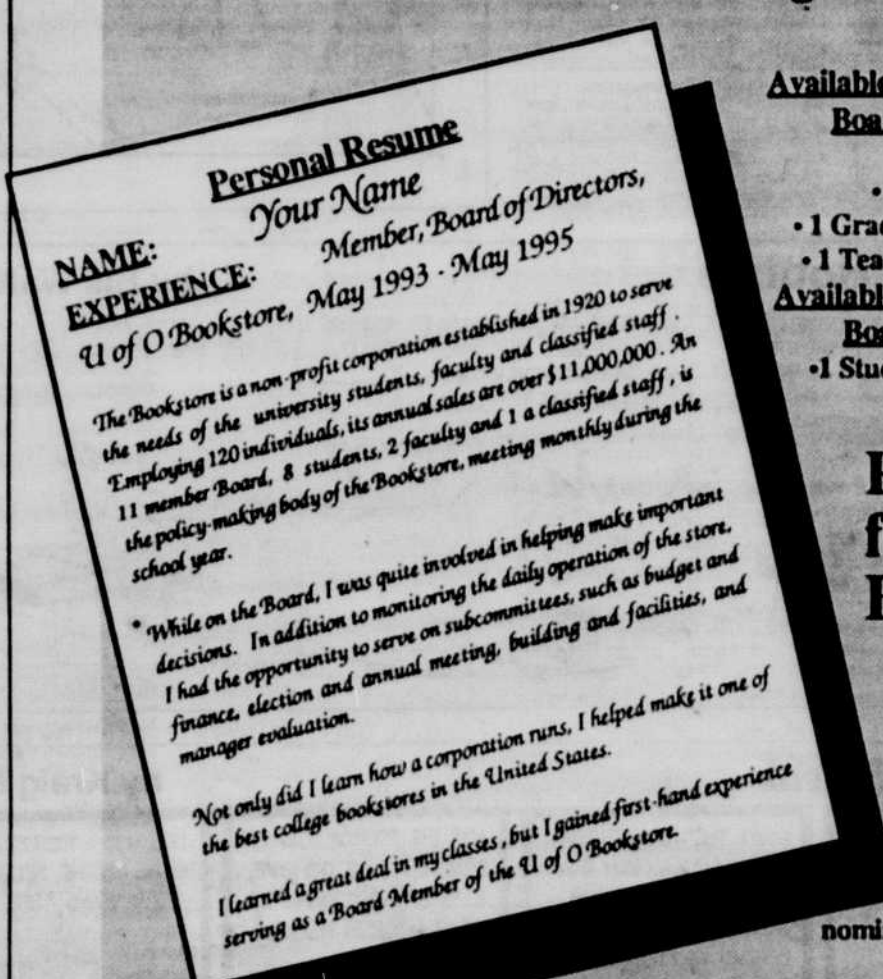 Personal Resume
NAME: Your Name
EXPERIENCE: Member, Board of Directors,
U of O Bookstore, May 1993 - May 1995
The Bookstore is a non-profit corporation established in 1920 to serve
the needs of the university students, faculty and classified staff.
Employing 120 individuals, its annual sales are over $11,000,000. An
11 member Board, 8 students, 2 faculty and 1 a classified staff, is
the policy-making body of the Bookstore, meeting monthly during the
school year.
* While on the Board, I was quite involved in helping make important
decisions. In addition to monitoring the daily operation of the store,
I had the opportunity to serve on subcommittees, such as budget and
finance, election and annual meeting, building and facilities, and
manager evaluation.
Not only did I learn how a corporation runs, I helped make it one of
the best college bookstores in the United States.
I learned a great deal in my classes, but I gained first-hand experience
serving as a Board Member of the U of O Bookstore.
Available
Boa
•
• 1 Grad
• 1 Tea
Availabl
Boa
•1 Stud
nomi